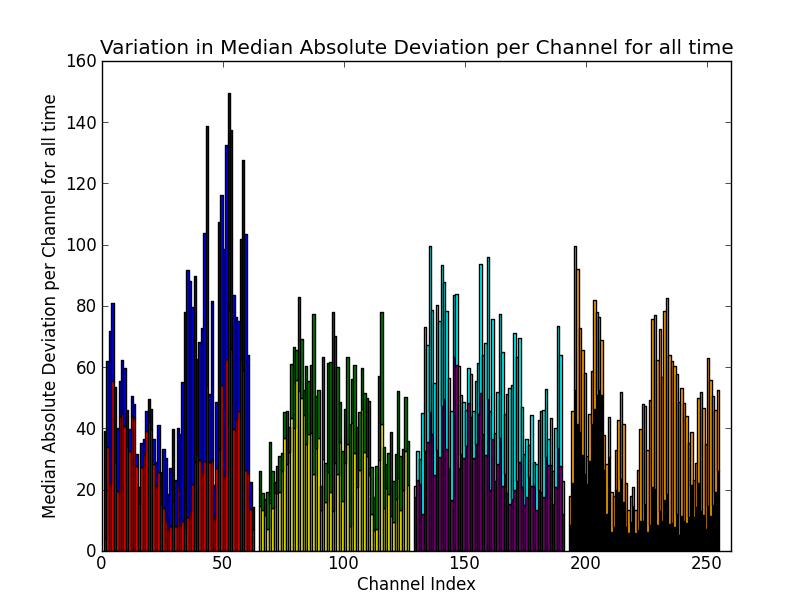 Variation in Median Absolute Deviation per Channel for all time
Median Absolute Deviation per Channel for all time
160
140
120
100
80
60
40
20
0
0 50 100 150 200 250
Channel Index